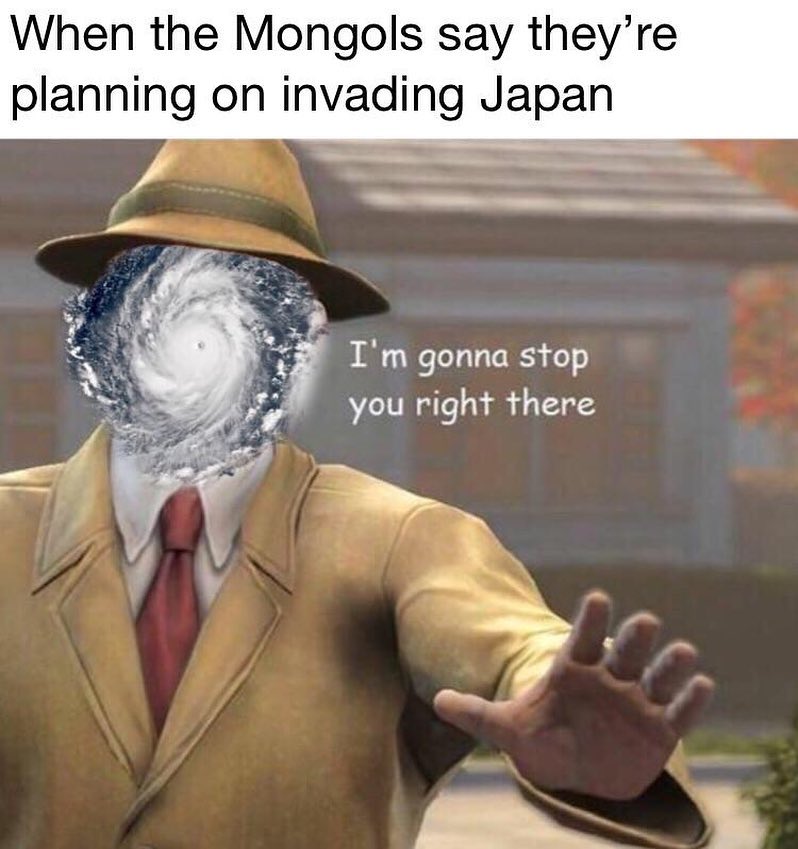 When the Mongols say they’re
planning on invading Japan
I'm gonna stop
you right there